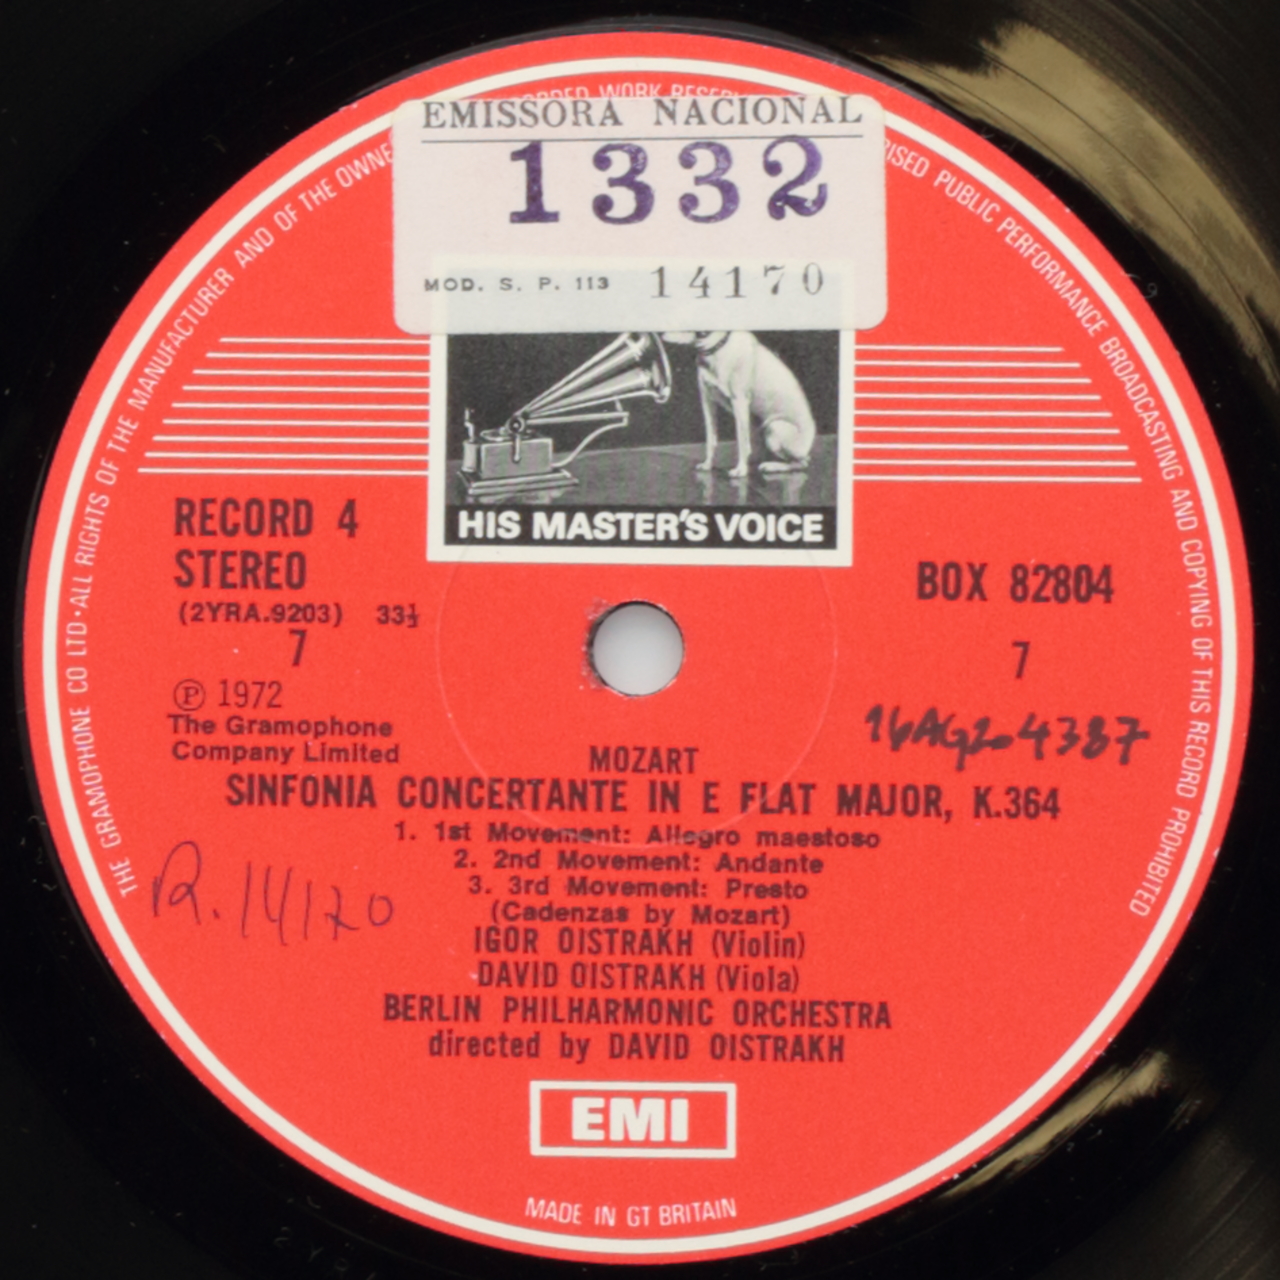 THE GRAMOPHONE CO LTD·ALL RIGHTS OF THE MANUFACTURER AND OF THE OWNE
RDED WORK RESER
RISED PUBLIC PERFORMANCE BROADCASTING AND COPYING OF THIS RECORD PROHIBITED
EMISSORA NACIONAL
1332
MOD. S. P. 113 14170
HIS MASTER'S VOICE
RECORD 4
STEREO
(2YRA.9203) 33⅓
7
BOX 82804
7
℗ 1972
The Gramophone
Company Limited
MOZART
SINFONIA CONCERTANTE IN E FLAT MAJOR, K.364
1. 1st Movement: Allegro maestoso
2. 2nd Movement: Andante
3. 3rd Movement: Presto
(Cadenzas by Mozart)
R. 14170
IGOR OISTRAKH (Violin)
DAVID OISTRAKH (Viola)
BERLIN PHILHARMONIC ORCHESTRA
directed by DAVID OISTRAKH
EMI
MADE IN GT BRITAIN